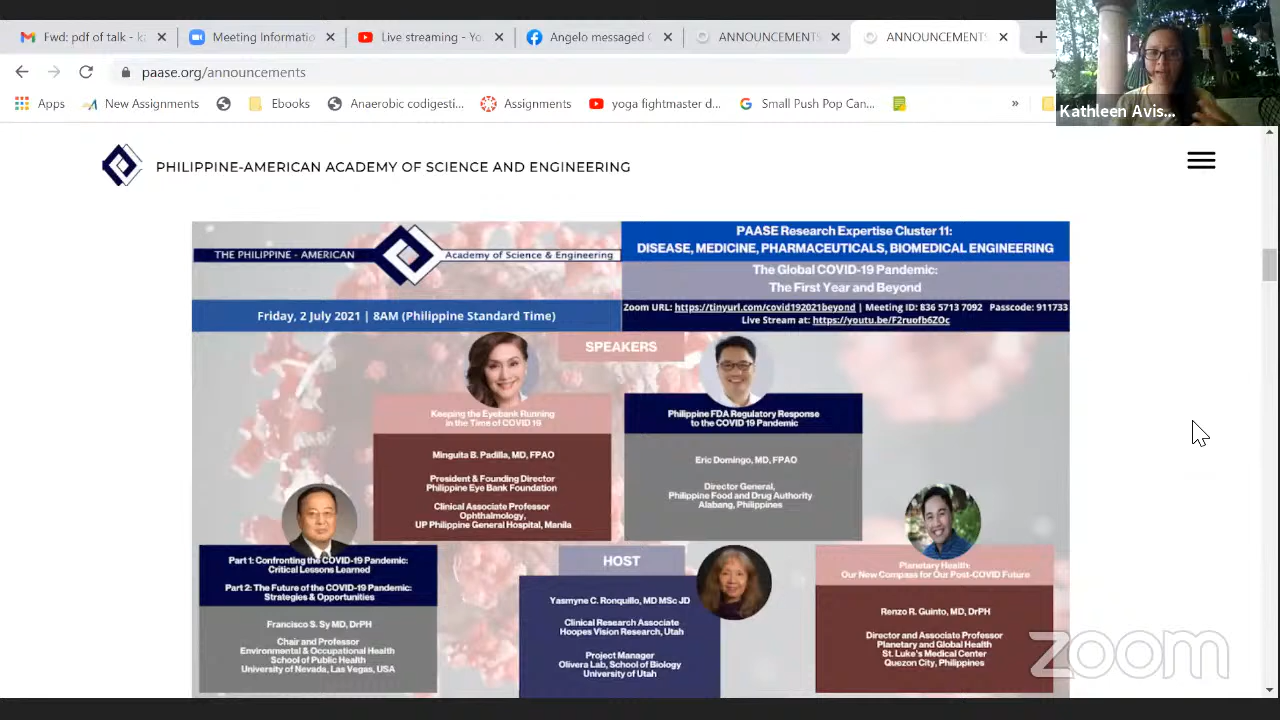 Fwd: pdf of talk - ka
Meeting Informatio
Live streaming - Yo
Angelo messaged
ANNOUNCEMENTS
ANNOUNCEMENTS
paase.org/announcements
Apps
New Assignments
Ebooks
Anaerobic codigesti...
Assignments
yoga fightmaster d...
Small Push Pop Can...
»
Kathleen Avis...
PHILIPPINE-AMERICAN ACADEMY OF SCIENCE AND ENGINEERING
THE PHILIPPINE - AMERICAN
Academy of Science & Engineering
Friday, 2 July 2021 | 8AM (Philippine Standard Time)
PAASE Research Expertise Cluster 11:
DISEASE, MEDICINE, PHARMACEUTICALS, BIOMEDICAL ENGINEERING
The Global COVID-19 Pandemic:
The First Year and Beyond
Zoom URL: https://tinyurl.com/covid192021beyond | Meeting ID: 836 5713 7092 Passcode: 911733
Live Stream at: https://youtu.be/F2ruofb6ZOc
SPEAKERS
Keeping the Eyebank Running
in the Time of COVID 19
Minguita B. Padilla, MD, FPAO
President & Founding Director
Philippine Eye Bank Foundation
Clinical Associate Professor
Ophthalmology,
UP Philippine General Hospital, Manila
Philippine FDA Regulatory Response
to the COVID 19 Pandemic
Eric Domingo, MD, FPAO
Director General,
Philippine Food and Drug Authority
Alabang, Philippines
Part 1: Confronting the COVID-19 Pandemic:
Critical Lessons Learned
Part 2: The Future of the COVID-19 Pandemic:
Strategies & Opportunities
Francisco S. Sy MD, DrPH
Chair and Professor
Environmental & Occupational Health
School of Public Health
University of Nevada, Las Vegas, USA
HOST
Yasmyne C. Ronquillo, MD MSc JD
Clinical Research Associate
Hoopes Vision Research, Utah
Project Manager
Olivera Lab, School of Biology
University of Utah
Planetary Health:
Our New Compass for Our Post-COVID Future
Renzo R. Guinto, MD, DrPH
Director and Associate Professor
Planetary and Global Health
St. Luke's Medical Center
Quezon City, Philippines
zoom